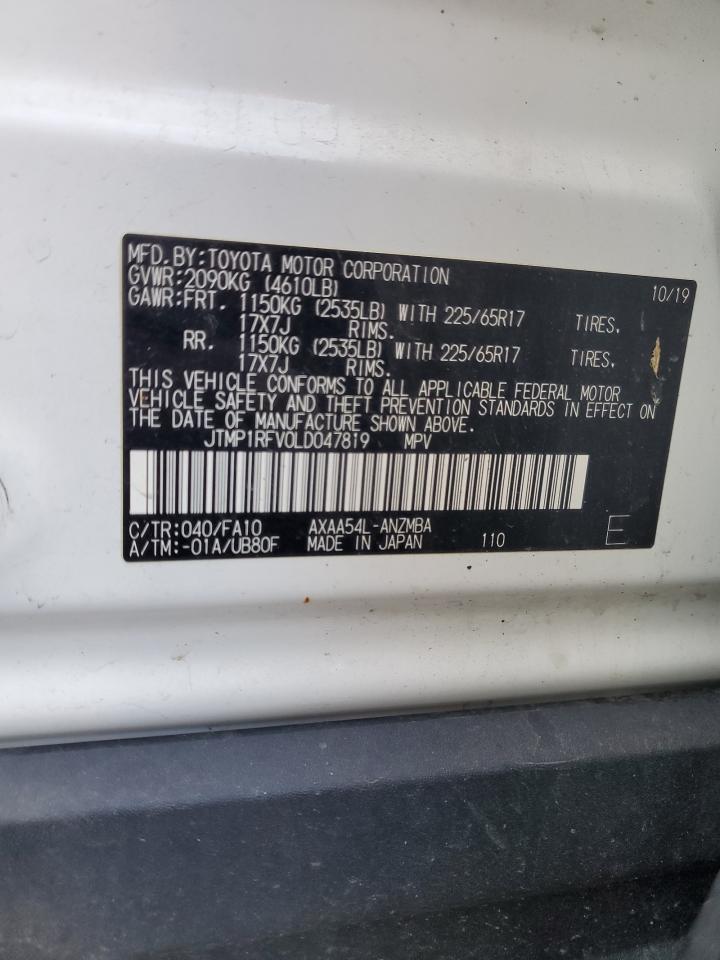 MFD.BY:TOYOTA MOTOR CORPORATION 10/19
GVWR:2090KG (4610LB)
GAWR:FRT. 1150KG (2535LB) WITH 225/65R17 TIRES,
17X7J RIMS.
RR. 1150KG (2535LB) WITH 225/65R17 TIRES,
17X7J RIMS.
THIS VEHICLE CONFORMS TO ALL APPLICABLE FEDERAL MOTOR
VEHICLE SAFETY AND THEFT PREVENTION STANDARDS IN EFFECT ON
THE DATE OF MANUFACTURE SHOWN ABOVE.
JTMP1RFV0LD047819 MPV
C/TR:040/FA10 AXAA54L-ANZMBA
A/TM:-01A/UB80F MADE IN JAPAN 110 E